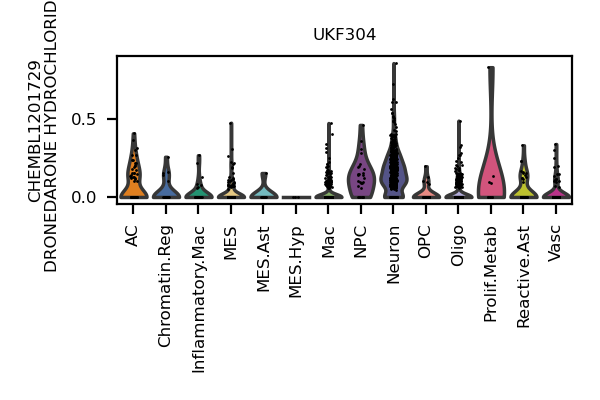 UKF304
CHEMBL1201729
DRONEDARONE HYDROCHLORID
0.5
0.0
AC
Chromatin.Reg
Inflammatory.Mac
MES
MES.Ast
MES.Hyp
Mac
NPC
Neuron
OPC
Oligo
Prolif.Metab
Reactive.Ast
Vasc